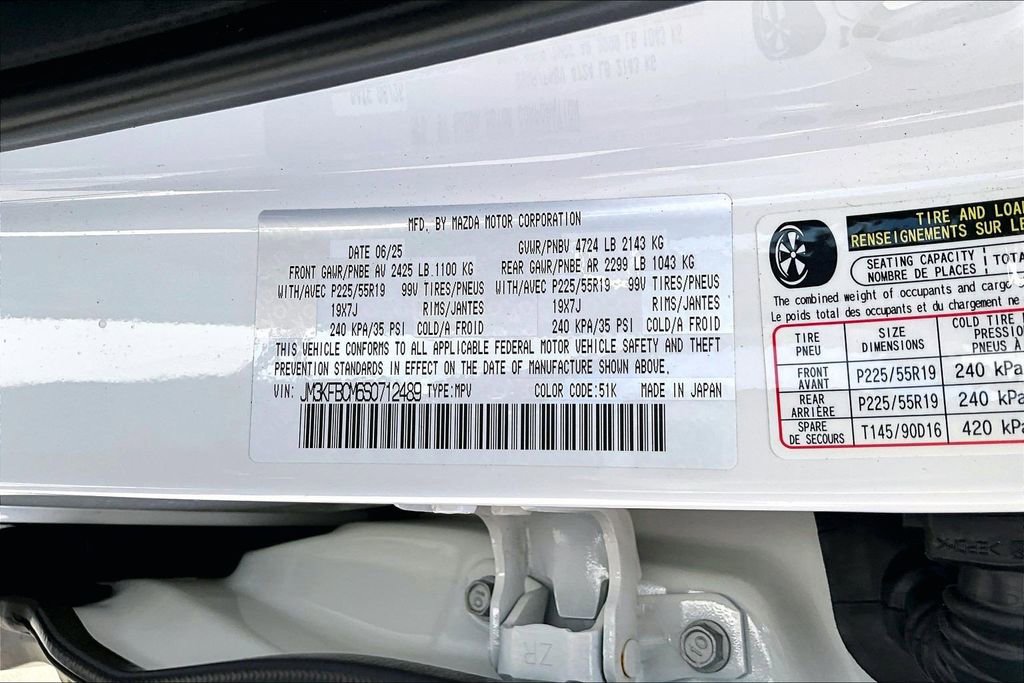 MFD. BY MAZDA MOTOR CORPORATION
DATE 06/25 GVWR/PNBV 4724 LB 2143 KG
FRONT GAWR/PNBE AV 2425 LB 1100 KG REAR GAWR/PNBE AR 2299 LB 1043 KG
WITH/AVEC P225/55R19 99V TIRES/PNEUS WITH/AVEC P225/55R19 99V TIRES/PNEUS
19X7J RIMS/JANTES 19X7J RIMS/JANTES
240 KPA/35 PSI COLD/A FROID 240 KPA/35 PSI COLD/A FROID
THIS VEHICLE CONFORMS TO ALL APPLICABLE FEDERAL MOTOR VEHICLE SAFETY AND THEFT
PREVENTION STANDARDS IN EFFECT ON THE DATE OF MANUFACTURE SHOWN ABOVE.
VIN: JM3KFBCM6S0712489 TYPE:MPV COLOR CODE:51K MADE IN JAPAN
TIRE AND LOA
RENSEIGNEMENTS SUR LE
SEATING CAPACITY TOTA
NOMBRE DE PLACES
The combined weight of occupants and cargo
Le poids total des occupants et du chargement ne
TIRE SIZE COLD TIRE
PNEU DIMENSIONS PRESSIO
PNEUS À
FRONT P225/55R19 240 kPa
AVANT
REAR P225/55R19 240 kPa
ARRIÈRE
SPARE T145/90D16 420 kPa
DE SECOURS
ZR
10